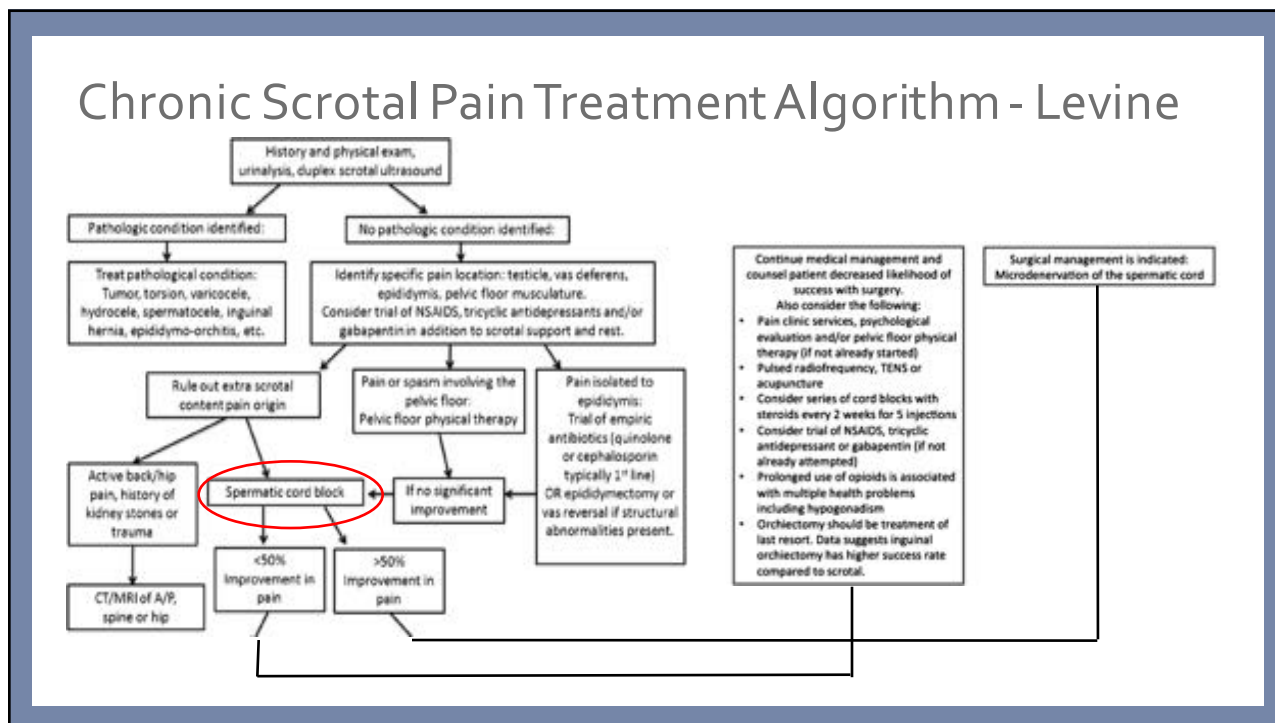 Chronic Scrotal Pain Treatment Algorithm - Levine
History and physical exam,
urinalysis, duplex scrotal ultrasound
Pathologic condition identified:
No pathologic condition identified:
Treat pathological condition:
Tumor, torsion, varicocele,
hydrocele, spermatocele, inguinal
hernia, epididymo-orchitis, etc.
Identify specific pain location: testicle, vas deferens,
epididymis, pelvic floor musculature.
Consider trial of NSAIDS, tricyclic antidepressants and/or
gabapentin in addition to scrotal support and rest.
Rule out extra scrotal
content pain origin
Pain or spasm involving the
pelvic floor:
Pelvic floor physical therapy
Pain isolated to
epididymis:
Trial of empiric
antibiotics (quinolone
or cephalosporin
typically 1st line)
OR epididymectomy or
vas reversal if structural
abnormalities present.
Active back/hip
pain, history of
kidney stones or
trauma
Spermatic cord block
If no significant
improvement
CT/MRI of A/P,
spine or hip
<50%
Improvement in
pain
>50%
Improvement in
pain
Continue medical management and
counsel patient decreased likelihood of
success with surgery.
Also consider the following:
• Pain clinic services, psychological
evaluation and/or pelvic floor physical
therapy (if not already started)
• Pulsed radiofrequency, TENS or
acupuncture
• Consider series of cord blocks with
steroids every 2 weeks for 5 injections
• Consider trial of NSAIDS, tricyclic
antidepressant or gabapentin (if not
already attempted)
• Prolonged use of opioids is associated
with multiple health problems
including hypogonadism
• Orchiectomy should be treatment of
last resort. Data suggests inguinal
orchiectomy has higher success rate
compared to scrotal.
Surgical management is indicated:
Microdenervation of the spermatic cord